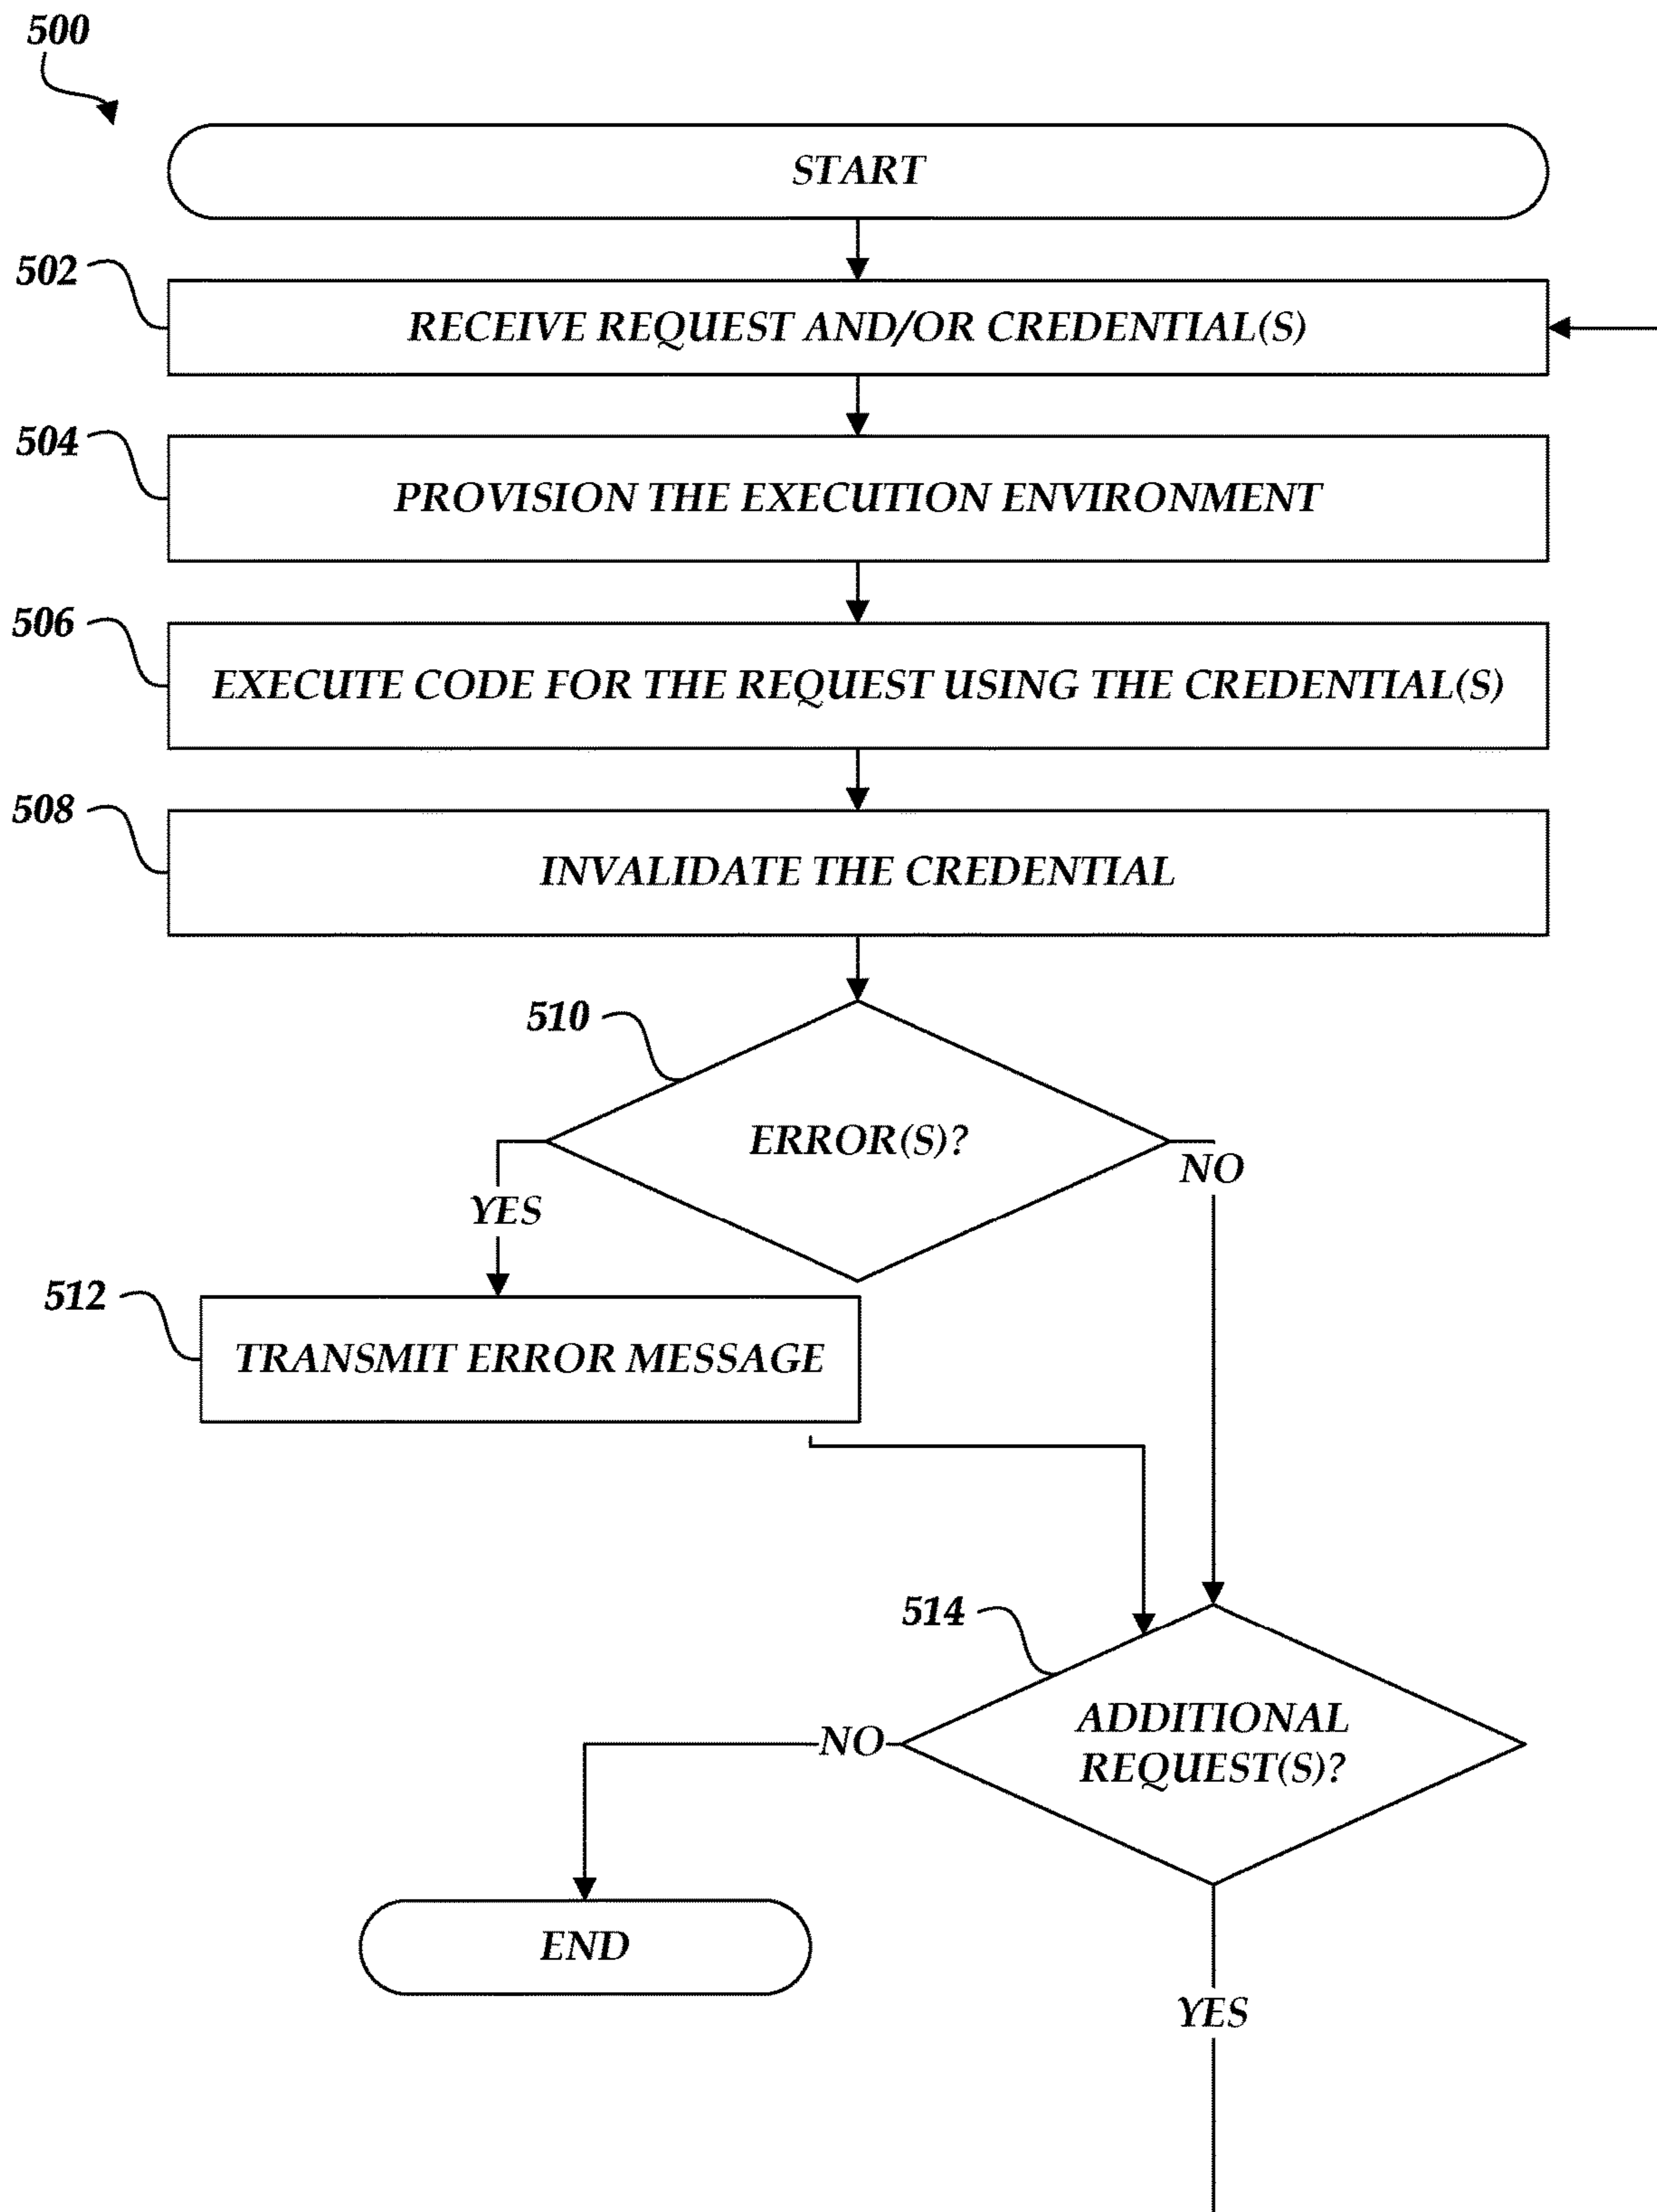 500
START
502
RECEIVE REQUEST AND/OR CREDENTIAL(S)
504
PROVISION THE EXECUTION ENVIRONMENT
506
EXECUTE CODE FOR THE REQUEST USING THE CREDENTIAL(S)
508
INVALIDATE THE CREDENTIAL
510
ERROR(S)?
NO
YES
512
TRANSMIT ERROR MESSAGE
514
ADDITIONAL
REQUEST(S)?
NO
END
YES